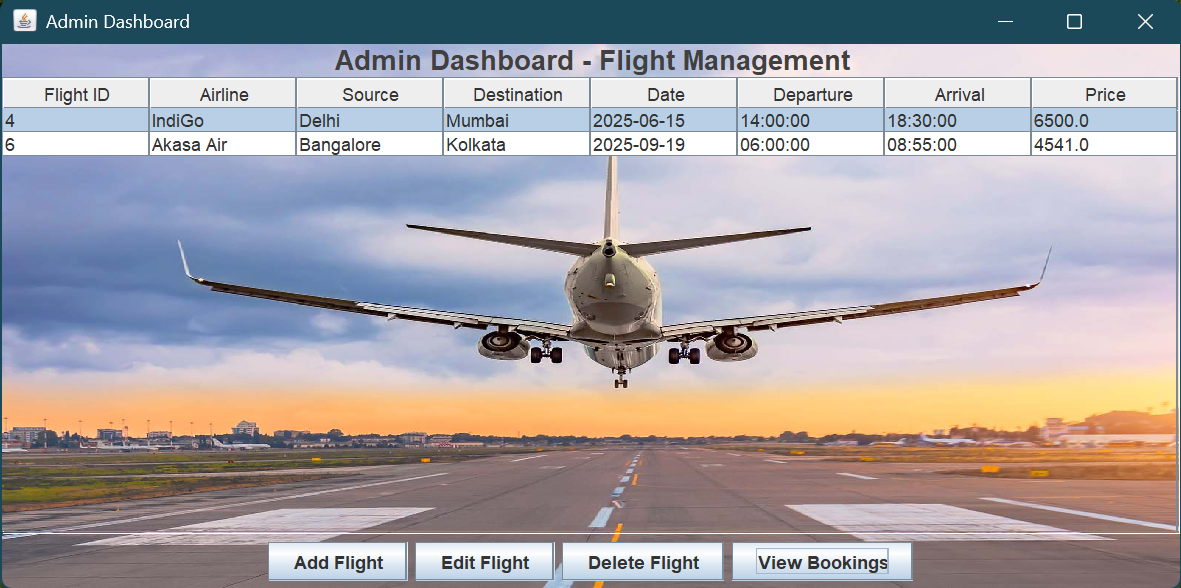 Admin Dashboard
Admin Dashboard - Flight Management
Flight ID Airline Source Destination Date Departure Arrival Price
4 IndiGo Delhi Mumbai 2025-06-15 14:00:00 18:30:00 6500.0
6 Akasa Air Bangalore Kolkata 2025-09-19 06:00:00 08:55:00 4541.0
Add Flight Edit Flight Delete Flight View Bookings